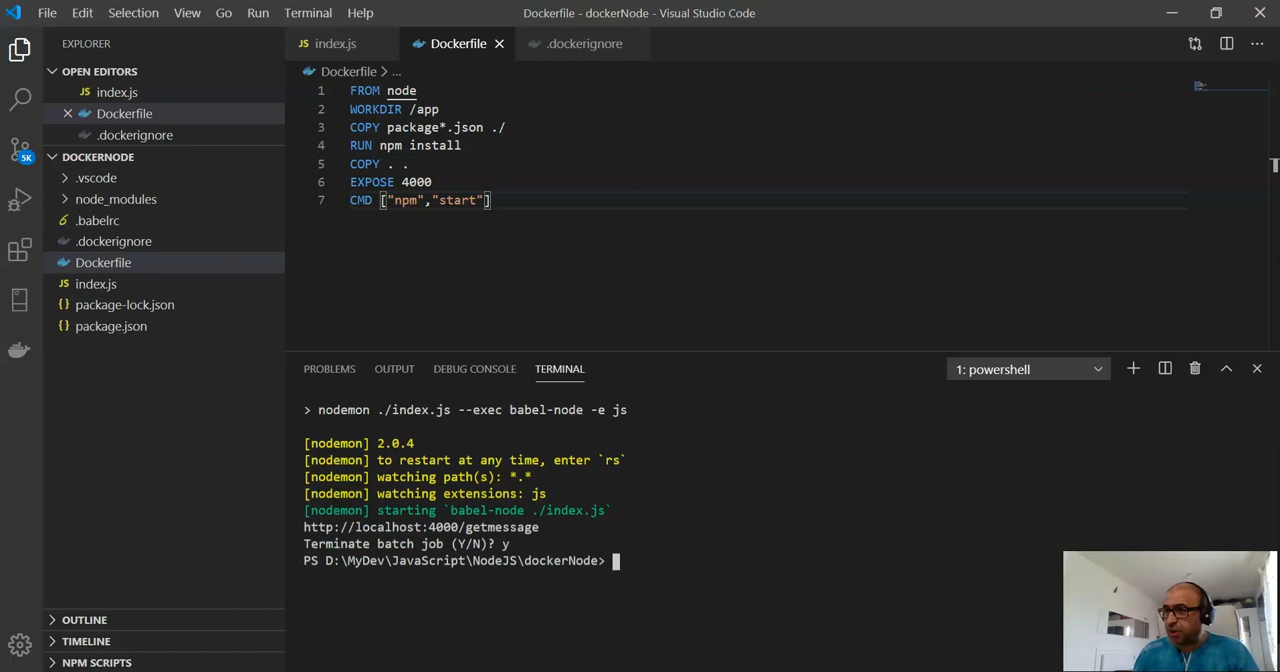 File Edit Selection View Go Run Terminal Help
Dockerfile - dockerNode - Visual Studio Code
EXPLORER
OPEN EDITORS
JS index.js
Dockerfile
.dockerignore
DOCKERNODE
.vscode
node_modules
.babelrc
.dockerignore
Dockerfile
JS index.js
{} package-lock.json
{} package.json
OUTLINE
TIMELINE
NPM SCRIPTS
5K
JS index.js
Dockerfile
.dockerignore
Dockerfile > ...
1 FROM node
2 WORKDIR /app
3 COPY package*.json ./
4 RUN npm install
5 COPY . .
6 EXPOSE 4000
7 CMD ["npm","start"]
PROBLEMS OUTPUT DEBUG CONSOLE TERMINAL
1: powershell
> nodemon ./index.js --exec babel-node -e js
[nodemon] 2.0.4
[nodemon] to restart at any time, enter `rs`
[nodemon] watching path(s): *.*
[nodemon] watching extensions: js
[nodemon] starting `babel-node ./index.js`
http://localhost:4000/getmessage
Terminate batch job (Y/N)? y
PS D:\MyDev\JavaScript\NodeJS\dockerNode>